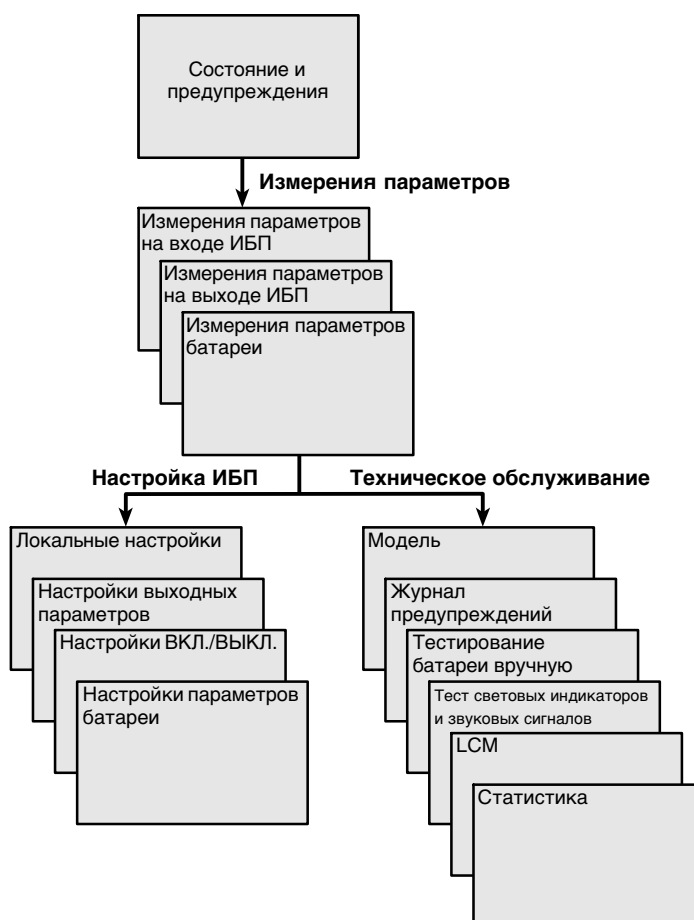 Состояние и
предупреждения
Измерения параметров
Измерения параметров
на входе ИБП
Измерения параметров
на выходе ИБП
Измерения параметров
батареи
Настройка ИБП
Техническое обслуживание
Локальные настройки
Настройки выходных
параметров
Настройки ВКЛ./ВЫКЛ.
Настройки параметров
батареи
Модель
Журнал
предупреждений
Тестирование
батареи вручную
Тест световых индикаторов
и звуковых сигналов
LCM
Статистика